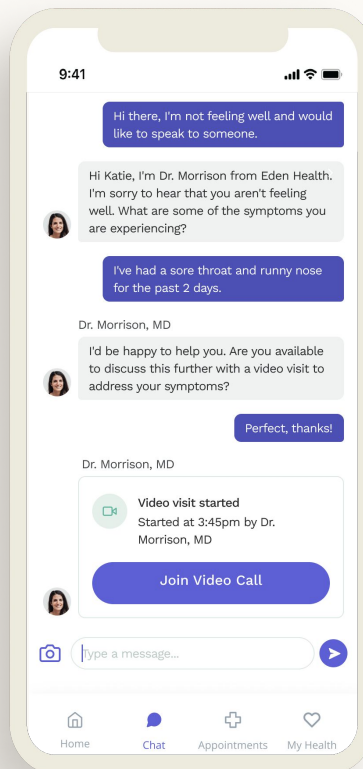 9:41
Hi there, I'm not feeling well and would
like to speak to someone.
Hi Katie, I'm Dr. Morrison from Eden Health.
I'm sorry to hear that you aren't feeling
well. What are some of the symptoms you
are experiencing?
I've had a sore throat and runny nose
for the past 2 days.
Dr. Morrison, MD
I'd be happy to help you. Are you available
to discuss this further with a video visit to
address your symptoms?
Perfect, thanks!
Dr. Morrison, MD
Video visit started
Started at 3:45pm by Dr.
Morrison, MD
Join Video Call
Type a message...
Home
Chat
Appointments
My Health